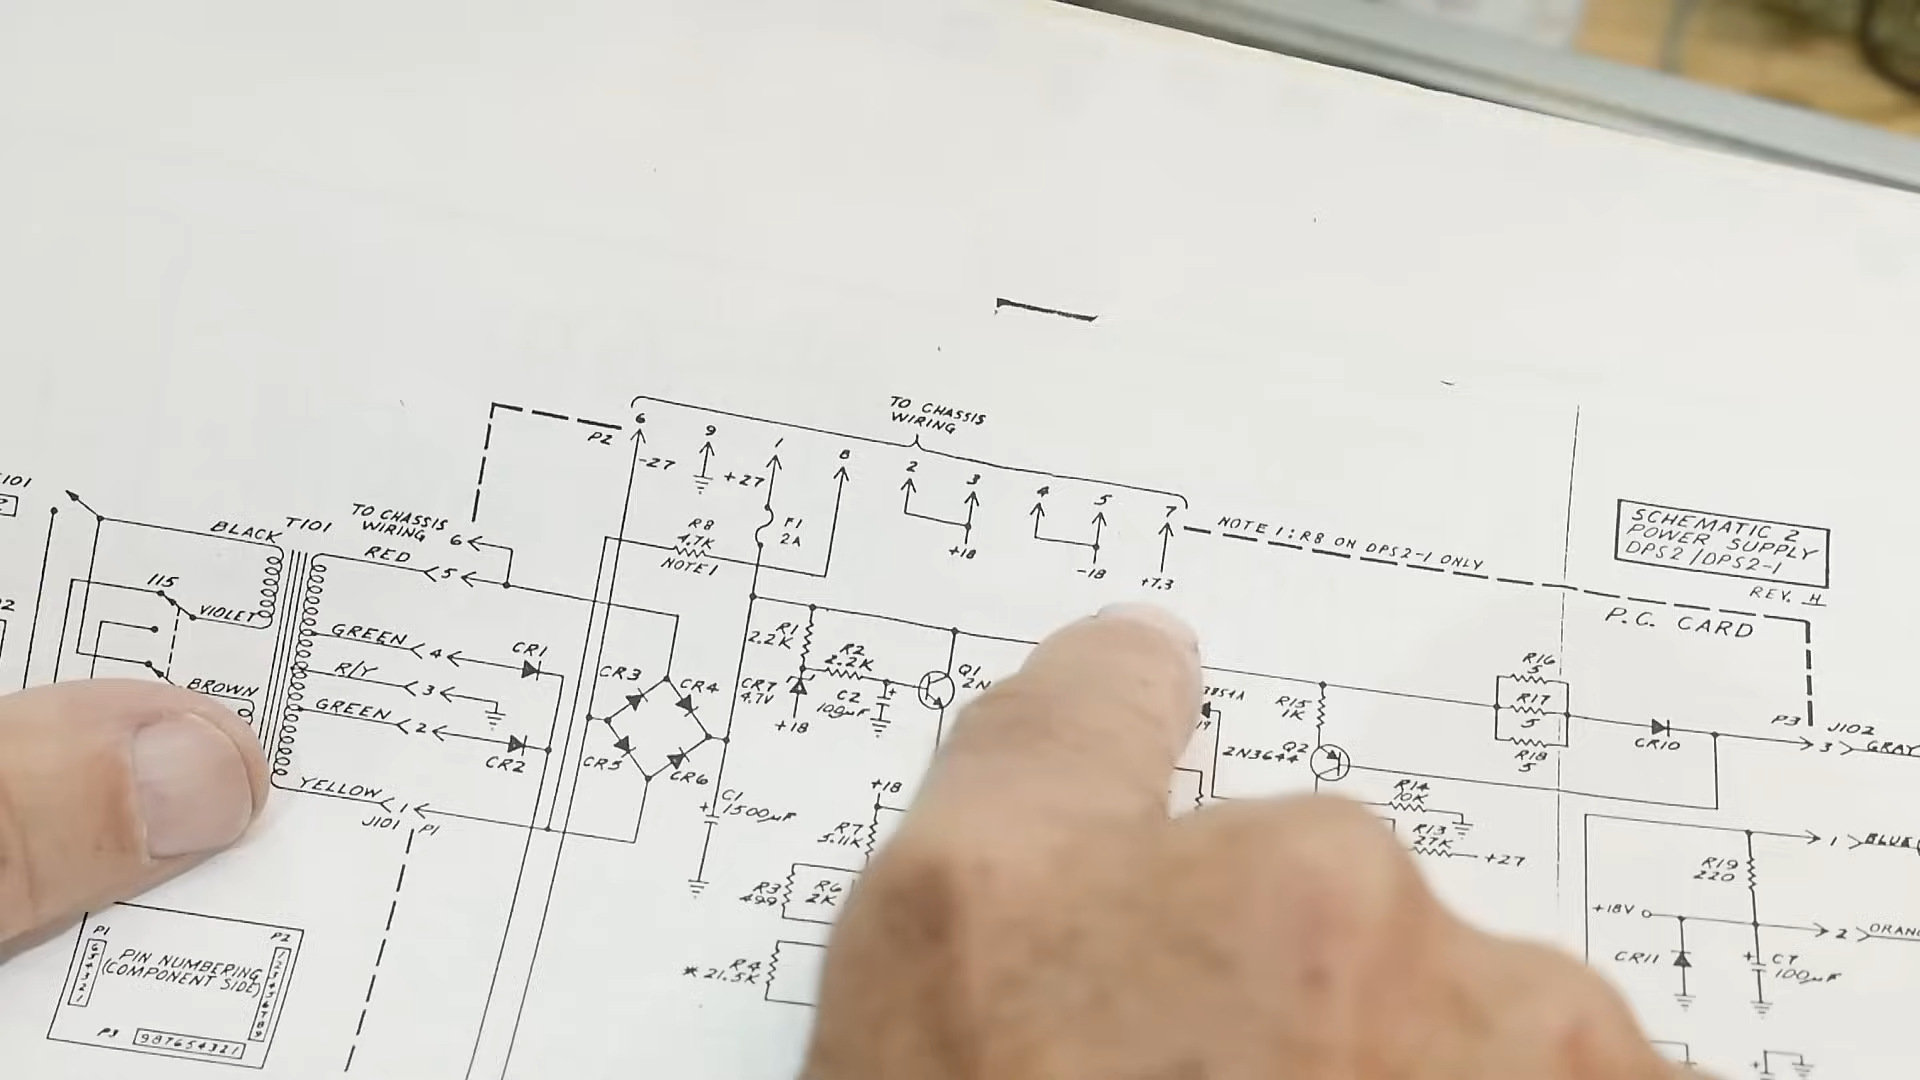 TO CHASSIS
WIRING
P2
6
9
1
8
2
3
4
5
7
-27
+27
F1
2A
R8
4.7K
NOTE 1
+18
-18
+7.3
NOTE 1: R8 ON DPS2-1 ONLY
SCHEMATIC 2
POWER SUPPLY
DPS2/DPS2-1
REV. H
P.C. CARD
BLACK
T101
TO CHASSIS
WIRING
6
RED
5
115
VIOLET
GREEN
4
CR1
R/Y
3
BROWN
GREEN
2
CR2
YELLOW
1
J101
P1
CR3
CR4
CR5
CR6
C1
1500µF
R1
2.2K
R2
2.2K
CR7
4.7V
+18
C2
100µF
Q1
2N
R15
1K
2N3644
Q2
R16
5
R17
5
R18
5
CR10
P3
J102
3
GRAY
R14
10K
R13
27K
+27
+18
R7
5.11K
R3
499
R6
2K
R4
* 21.5K
1
BLUE
R19
220
+18V
2
CR11
C7
100µF
P1
P2
PIN NUMBERING
(COMPONENT SIDE)
P3
987654321